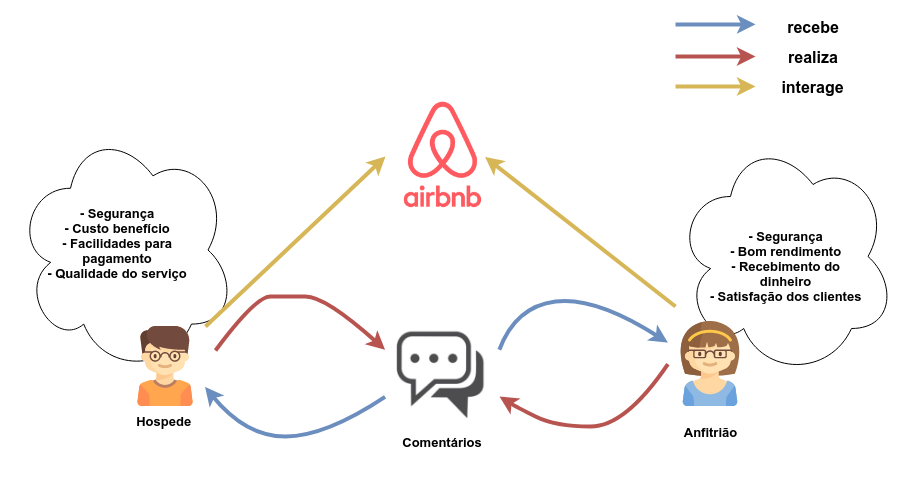 recebe
realiza
interage
airbnb
- Segurança
- Custo benefício
- Facilidades para
pagamento
- Qualidade do serviço
- Segurança
- Bom rendimento
- Recebimento do
dinheiro
- Satisfação dos clientes
Hospede
Comentários
Anfitrião